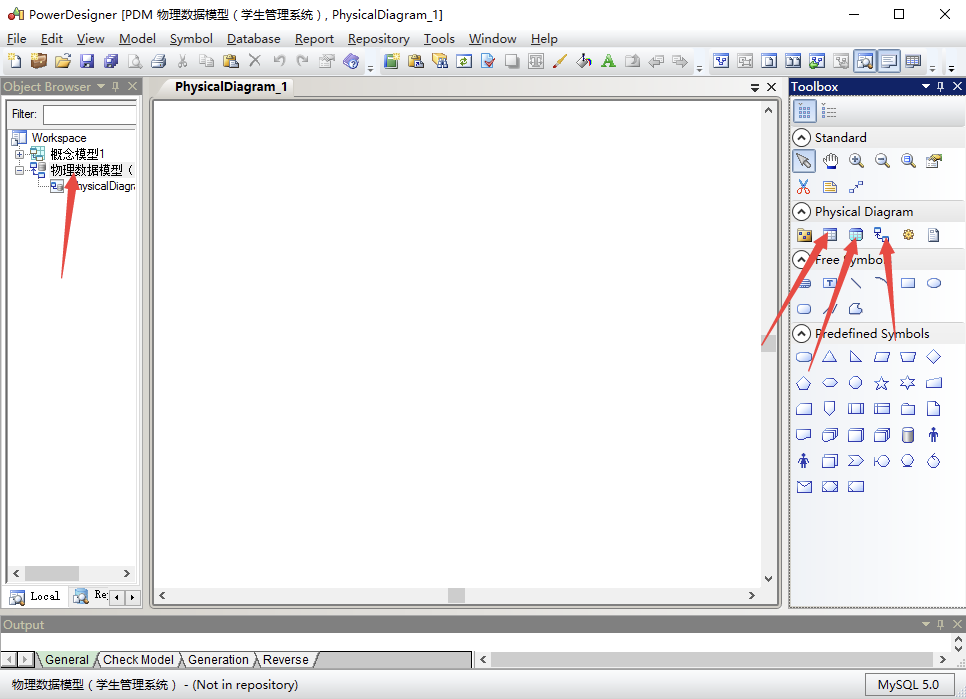 PowerDesigner [PDM 物理数据模型（学生管理系统）, PhysicalDiagram_1]
File Edit View Model Symbol Database Report Repository Tools Window Help
Object Browser
PhysicalDiagram_1
Toolbox
Filter:
Workspace
概念模型1
物理数据模型（
hysicalDiagra
Standard
Physical Diagram
Free Symbo
Predefined Symbols
Local
Re
Output
General Check Model Generation Reverse
物理数据模型（学生管理系统） - (Not in repository)
MySQL 5.0